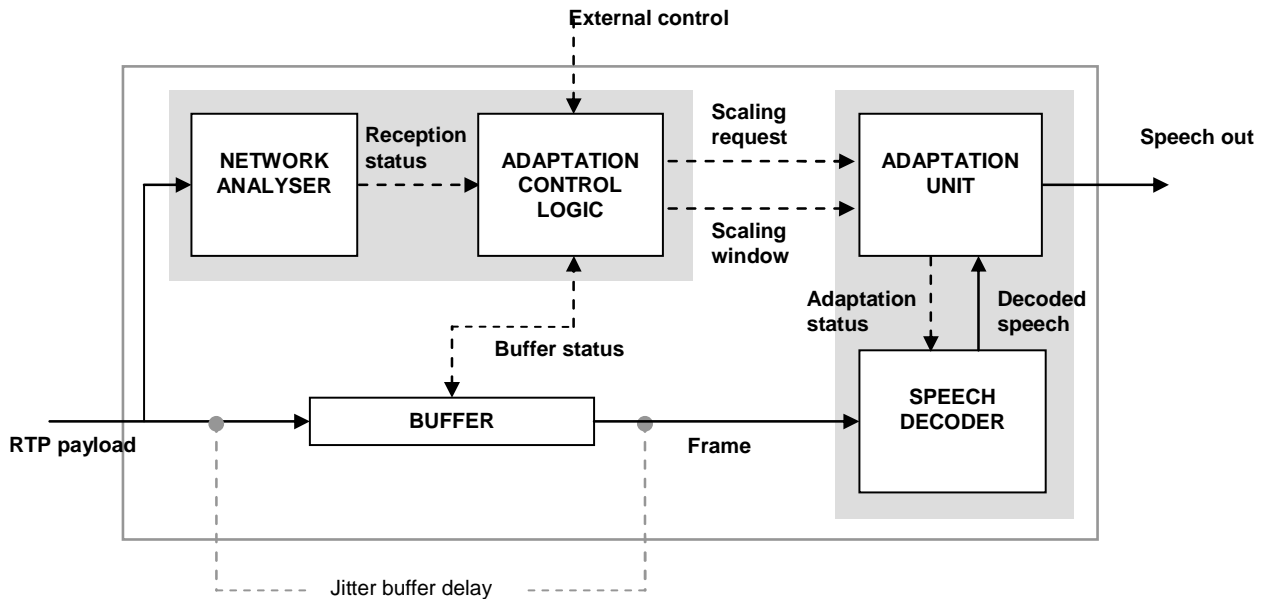 External control
NETWORK
ANALYSER
Reception
status
ADAPTATION
CONTROL
LOGIC
Scaling
request
Scaling
window
ADAPTATION
UNIT
Speech out
Adaptation
status
Decoded
speech
Buffer status
BUFFER
SPEECH
DECODER
RTP payload
Frame
Jitter buffer delay